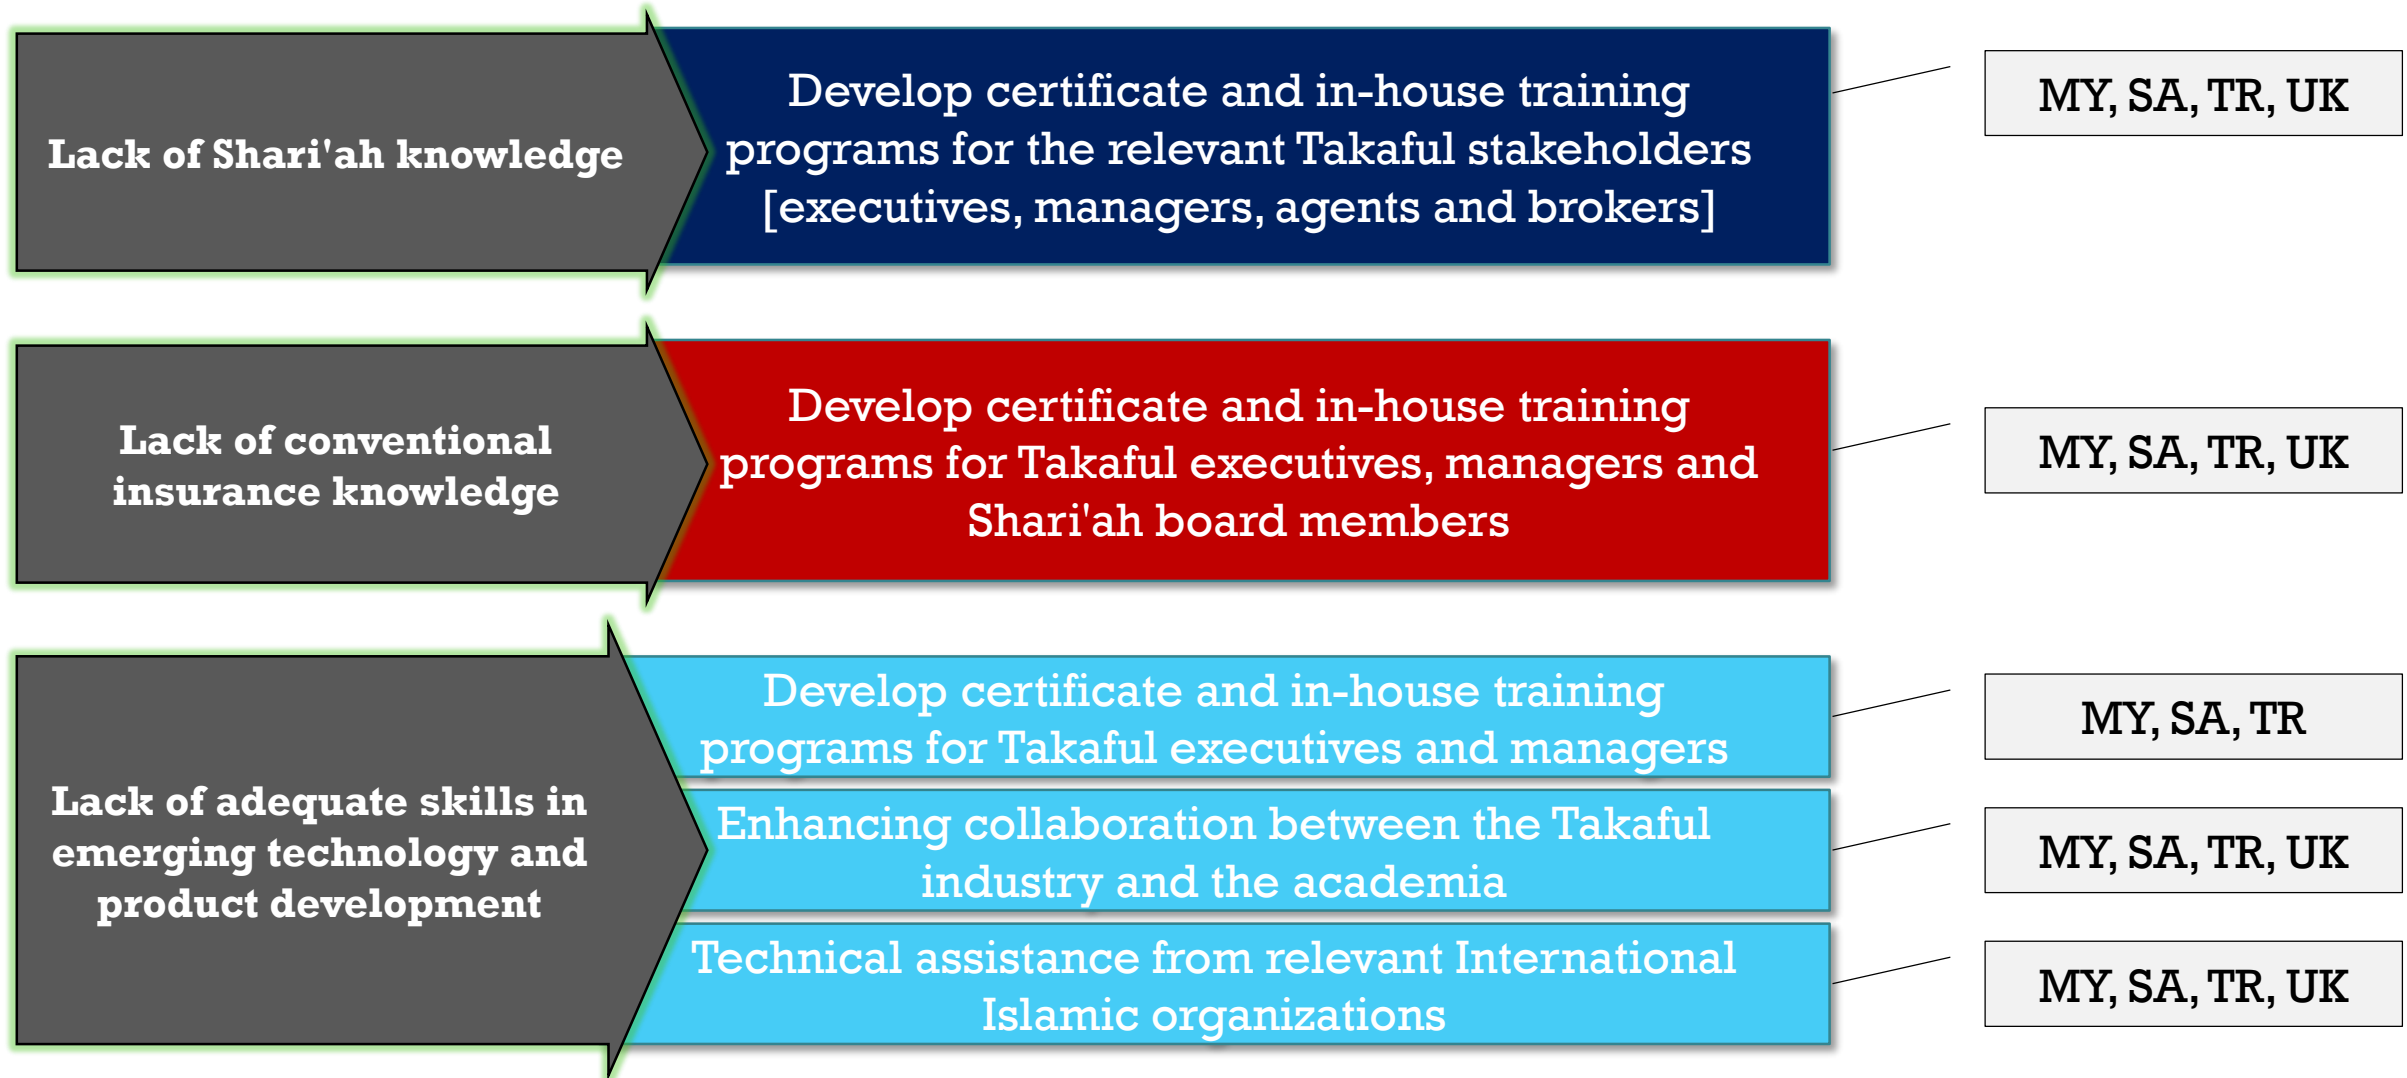 Lack of Shari'ah knowledge
Develop certificate and in-house training
programs for the relevant Takaful stakeholders
[executives, managers, agents and brokers]
MY, SA, TR, UK
Lack of conventional
insurance knowledge
Develop certificate and in-house training
programs for Takaful executives, managers and
Shari'ah board members
MY, SA, TR, UK
Lack of adequate skills in
emerging technology and
product development
Develop certificate and in-house training
programs for Takaful executives and managers
MY, SA, TR
Enhancing collaboration between the Takaful
industry and the academia
MY, SA, TR, UK
Technical assistance from relevant International
Islamic organizations
MY, SA, TR, UK